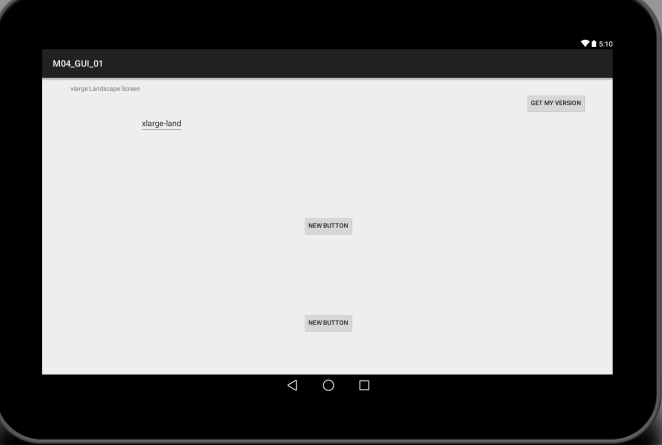 5:10
M04_GUI_01
xlarge Landscape Screen
GET MY VERSION
xlarge-land
NEW BUTTON
NEW BUTTON